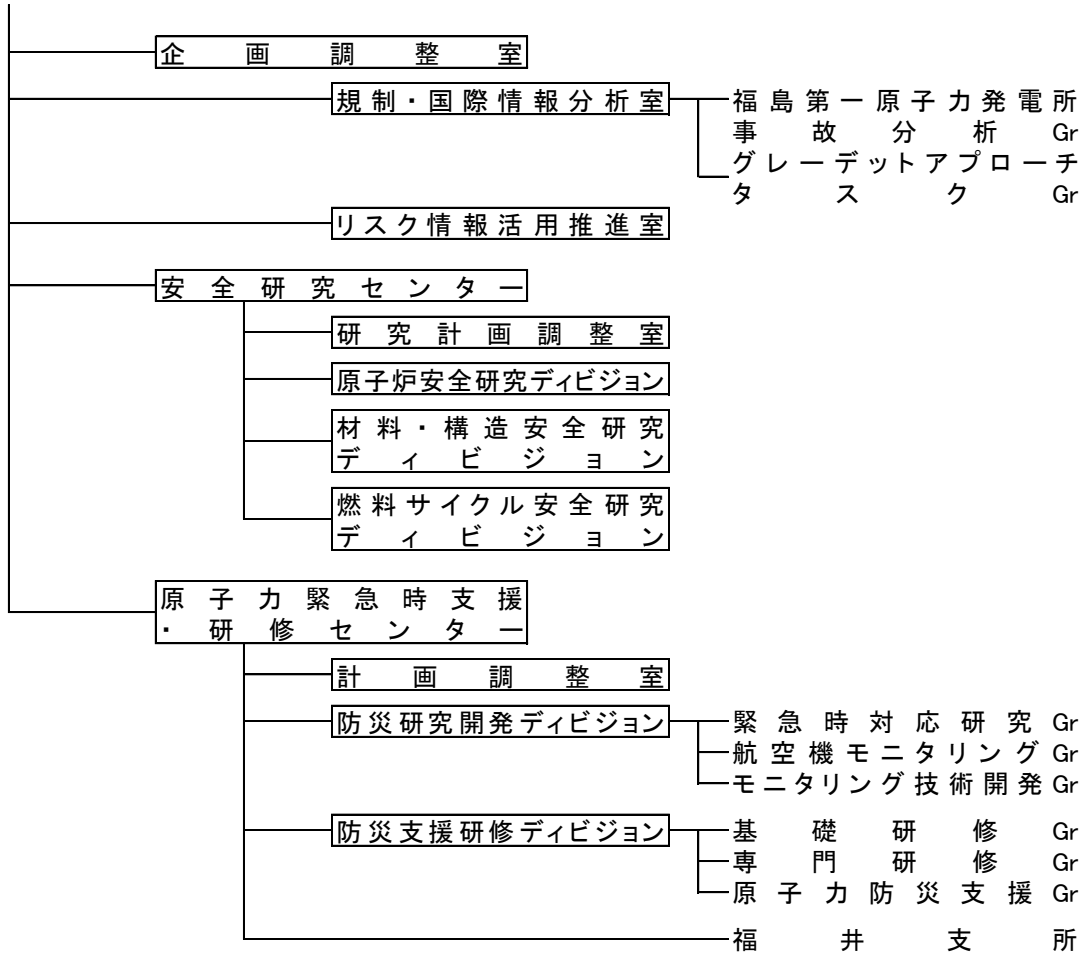 企画調整室
規制・国際情報分析室
福島第一原子力発電所
事故分析Gr
グレーデットアプローチ
タスクGr
リスク情報活用推進室
安全研究センター
研究計画調整室
原子炉安全研究ディビジョン
材料・構造安全研究
ディビジョン
燃料サイクル安全研究
ディビジョン
原子力緊急時支援
・研修センター
計画調整室
防災研究開発ディビジョン
緊急時対応研究Gr
航空機モニタリングGr
モニタリング技術開発Gr
防災支援研修ディビジョン
基礎研修Gr
専門研修Gr
原子力防災支援Gr
福井支所